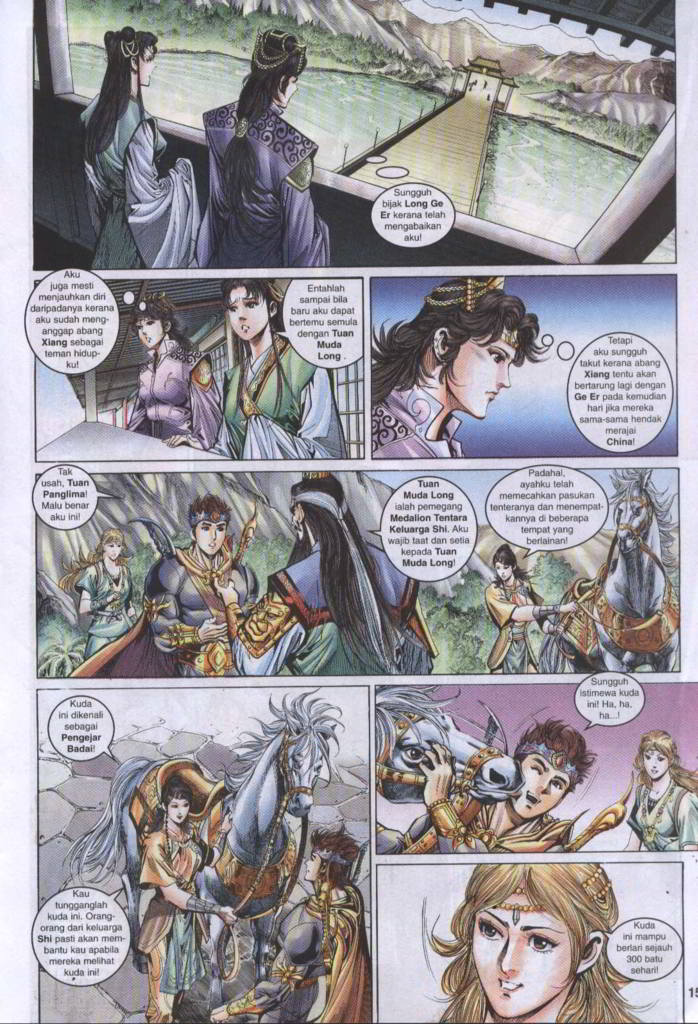 Sungguh
bijak Long Ge
Er kerana telah
mengabaikan
aku!
Aku
juga mesti
menjauhkan diri
daripadanya kerana
aku sudah meng-
anggap abang
Xiang sebagai
teman hidup-
ku!
Entahlah
sampai bila
baru aku dapat
bertemu semula
dengan Tuan
Muda Long .
Tetapi
aku sungguh
takut kerana abang
Xiang tentu akan
bertarung lagi dengan
Ge Er pada kemudian
hari jika mereka
sama-sama hendak
merajai
China!
Tak
usah, Tuan
Panglima!
Malu benar
aku ini!
Tuan
Muda Long
ialah pemegang
Medalion Tentara
Keluarga Shi. Aku
wajib taat dan setia
kepada Tuan
Muda Long!
Padahal,
ayahku telah
memecahkan pasukan
tenteranya dan menempat-
kannya di beberapa
tempat yang
berlainan!
Kuda
ini dikenali
sebagai
Pengejar
Badai!
Kau
tungganglah
kuda ini. Orang-
orang dari keluarga
Shi pasti akan mem-
bantu kau apabila
mereka melihat
kuda ini!
Sungguh
istimewa kuda
ini! Ha, ha,
ha...!
Kuda
ini mampu
berlari sejauh
300 batu
sehari!
15